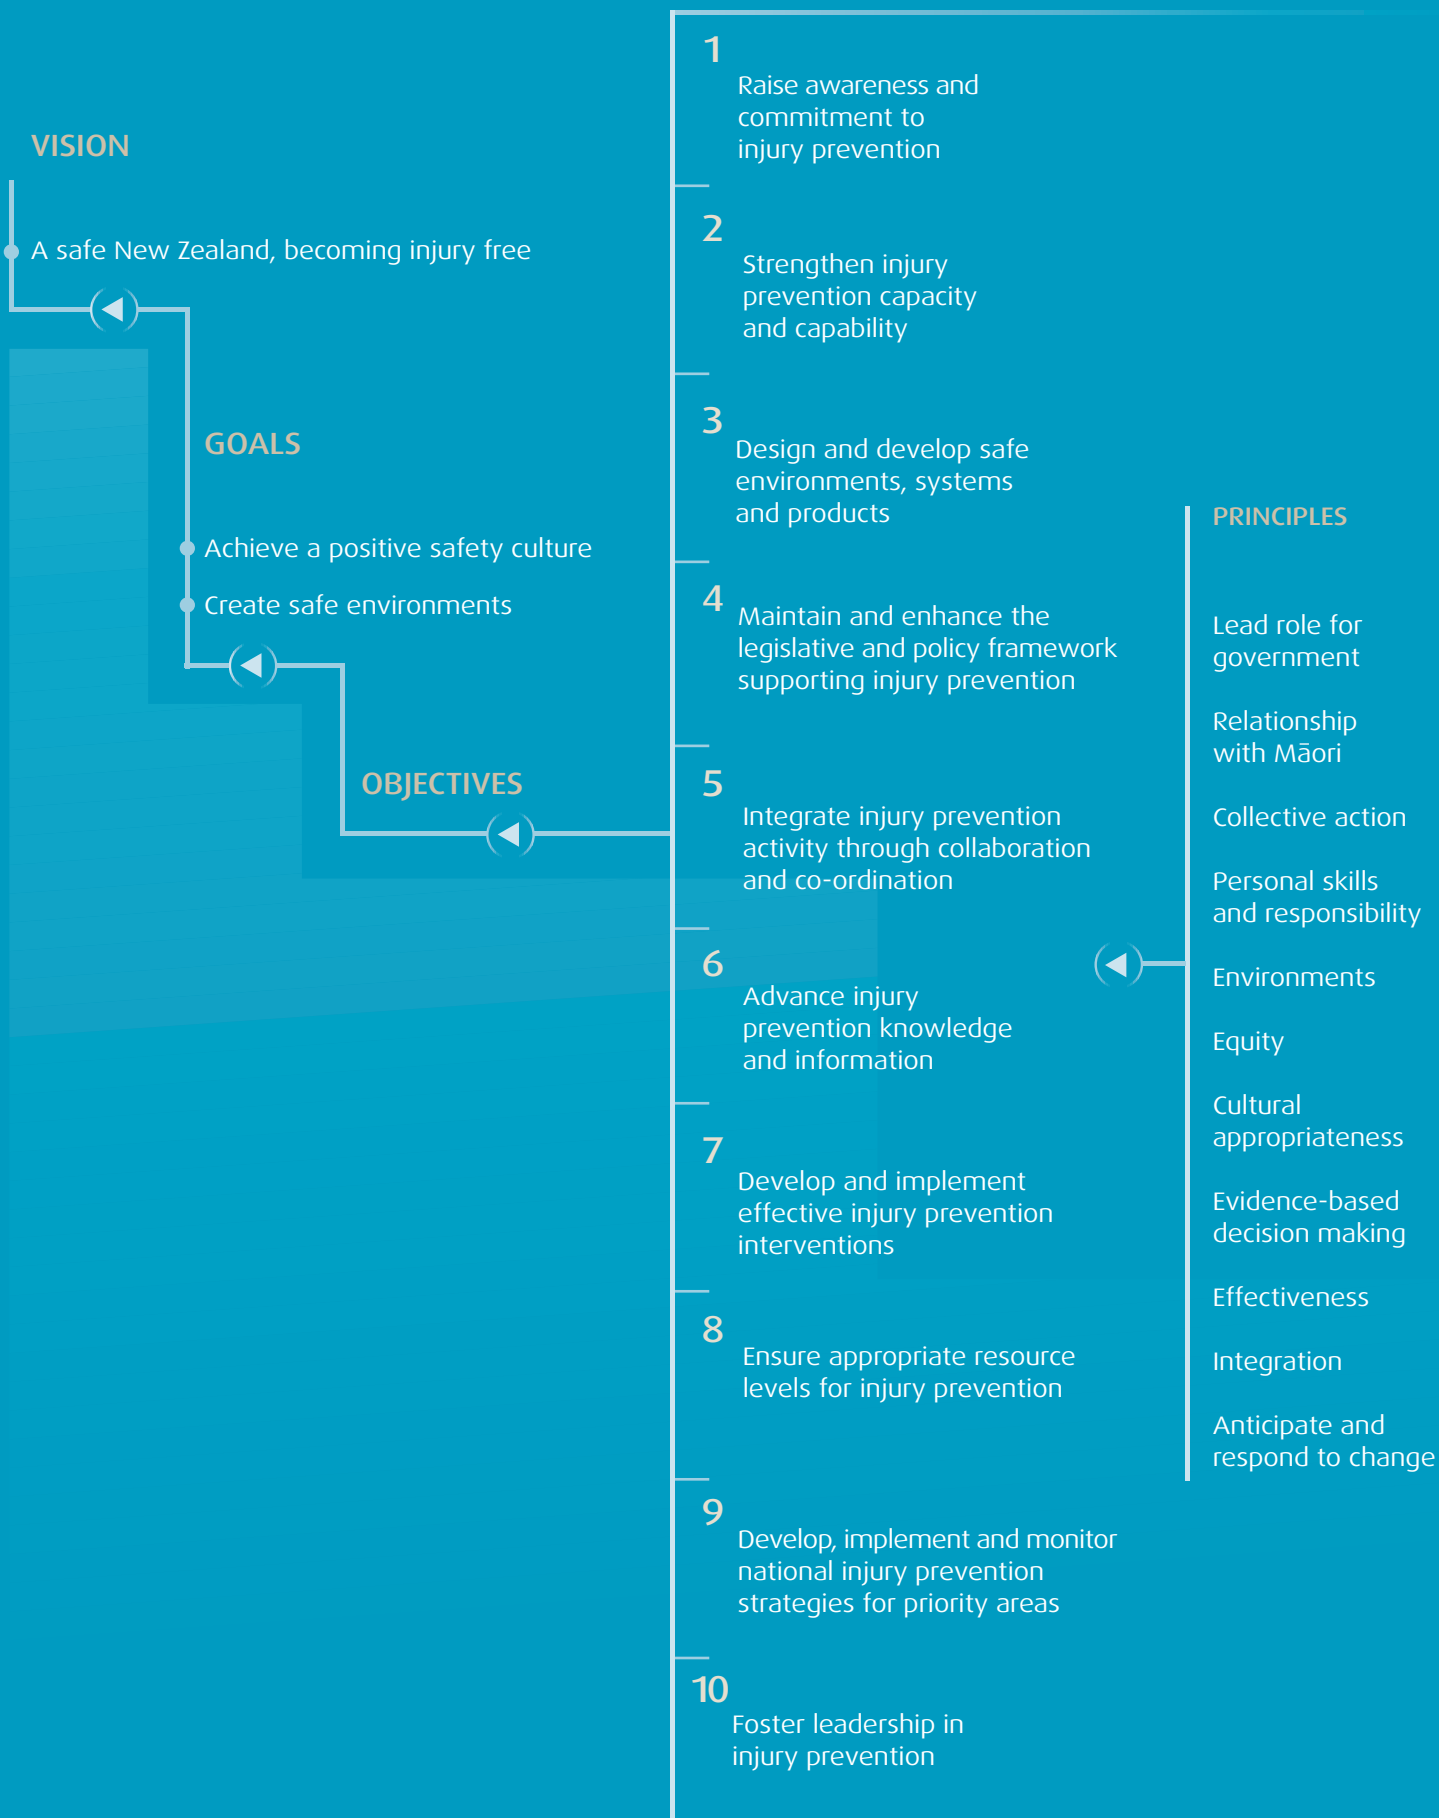 VISION
A safe New Zealand, becoming injury free
GOALS
Achieve a positive safety culture
Create safe environments
OBJECTIVES
1
Raise awareness and
commitment to
injury prevention
2
Strengthen injury
prevention capacity
and capability
3
Design and develop safe
environments, systems
and products
4
Maintain and enhance the
legislative and policy framework
supporting injury prevention
5
Integrate injury prevention
activity through collaboration
and co-ordination
6
Advance injury
prevention knowledge
and information
7
Develop and implement
effective injury prevention
interventions
8
Ensure appropriate resource
levels for injury prevention
9
Develop, implement and monitor
national injury prevention
strategies for priority areas
10
Foster leadership in
injury prevention
PRINCIPLES
Lead role for
government
Relationship
with Māori
Collective action
Personal skills
and responsibility
Environments
Equity
Cultural
appropriateness
Evidence-based
decision making
Effectiveness
Integration
Anticipate and
respond to change